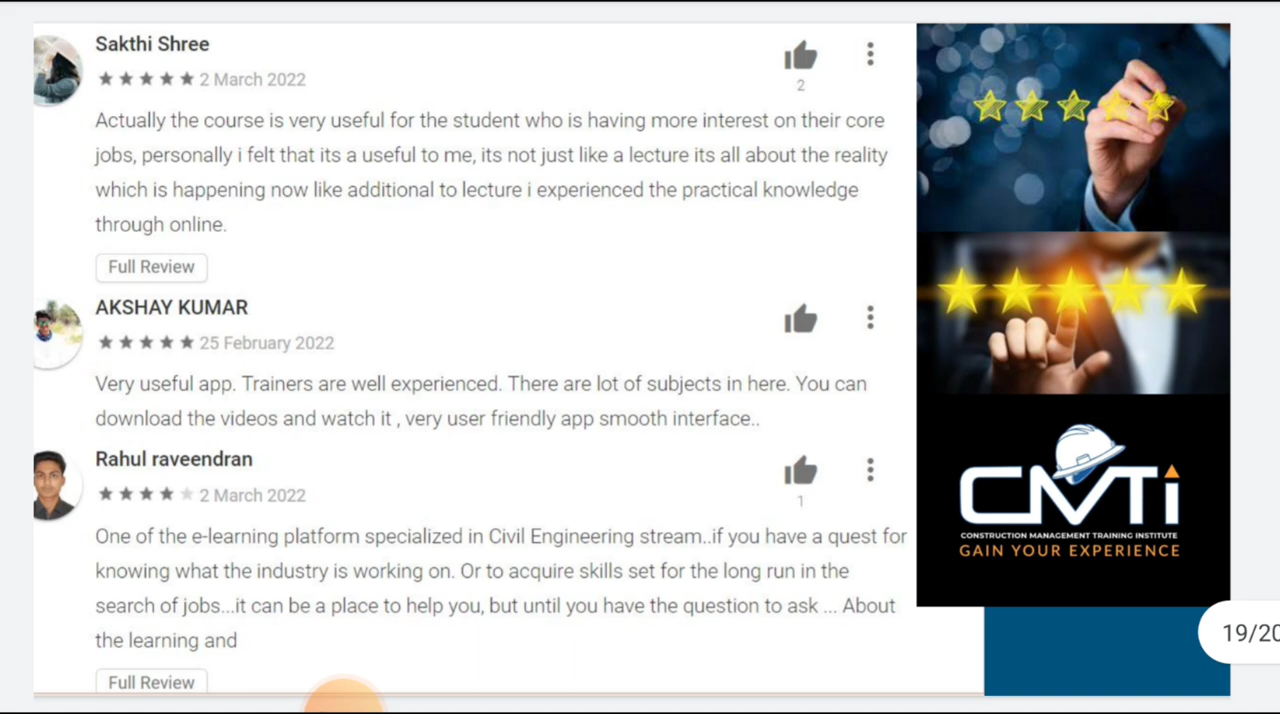 Sakthi Shree
2 March 2022
2
Actually the course is very useful for the student who is having more interest on their core
jobs, personally i felt that its a useful to me, its not just like a lecture its all about the reality
which is happening now like additional to lecture i experienced the practical knowledge
through online.
Full Review
AKSHAY KUMAR
25 February 2022
Very useful app. Trainers are well experienced. There are lot of subjects in here. You can
download the videos and watch it , very user friendly app smooth interface..
Rahul raveendran
2 March 2022
1
One of the e-learning platform specialized in Civil Engineering stream..if you have a quest for
knowing what the industry is working on. Or to acquire skills set for the long run in the
search of jobs...it can be a place to help you, but until you have the question to ask ... About
the learning and
Full Review
CMTi
CONSTRUCTION MANAGEMENT TRAINING INSTITUTE
GAIN YOUR EXPERIENCE
19/20